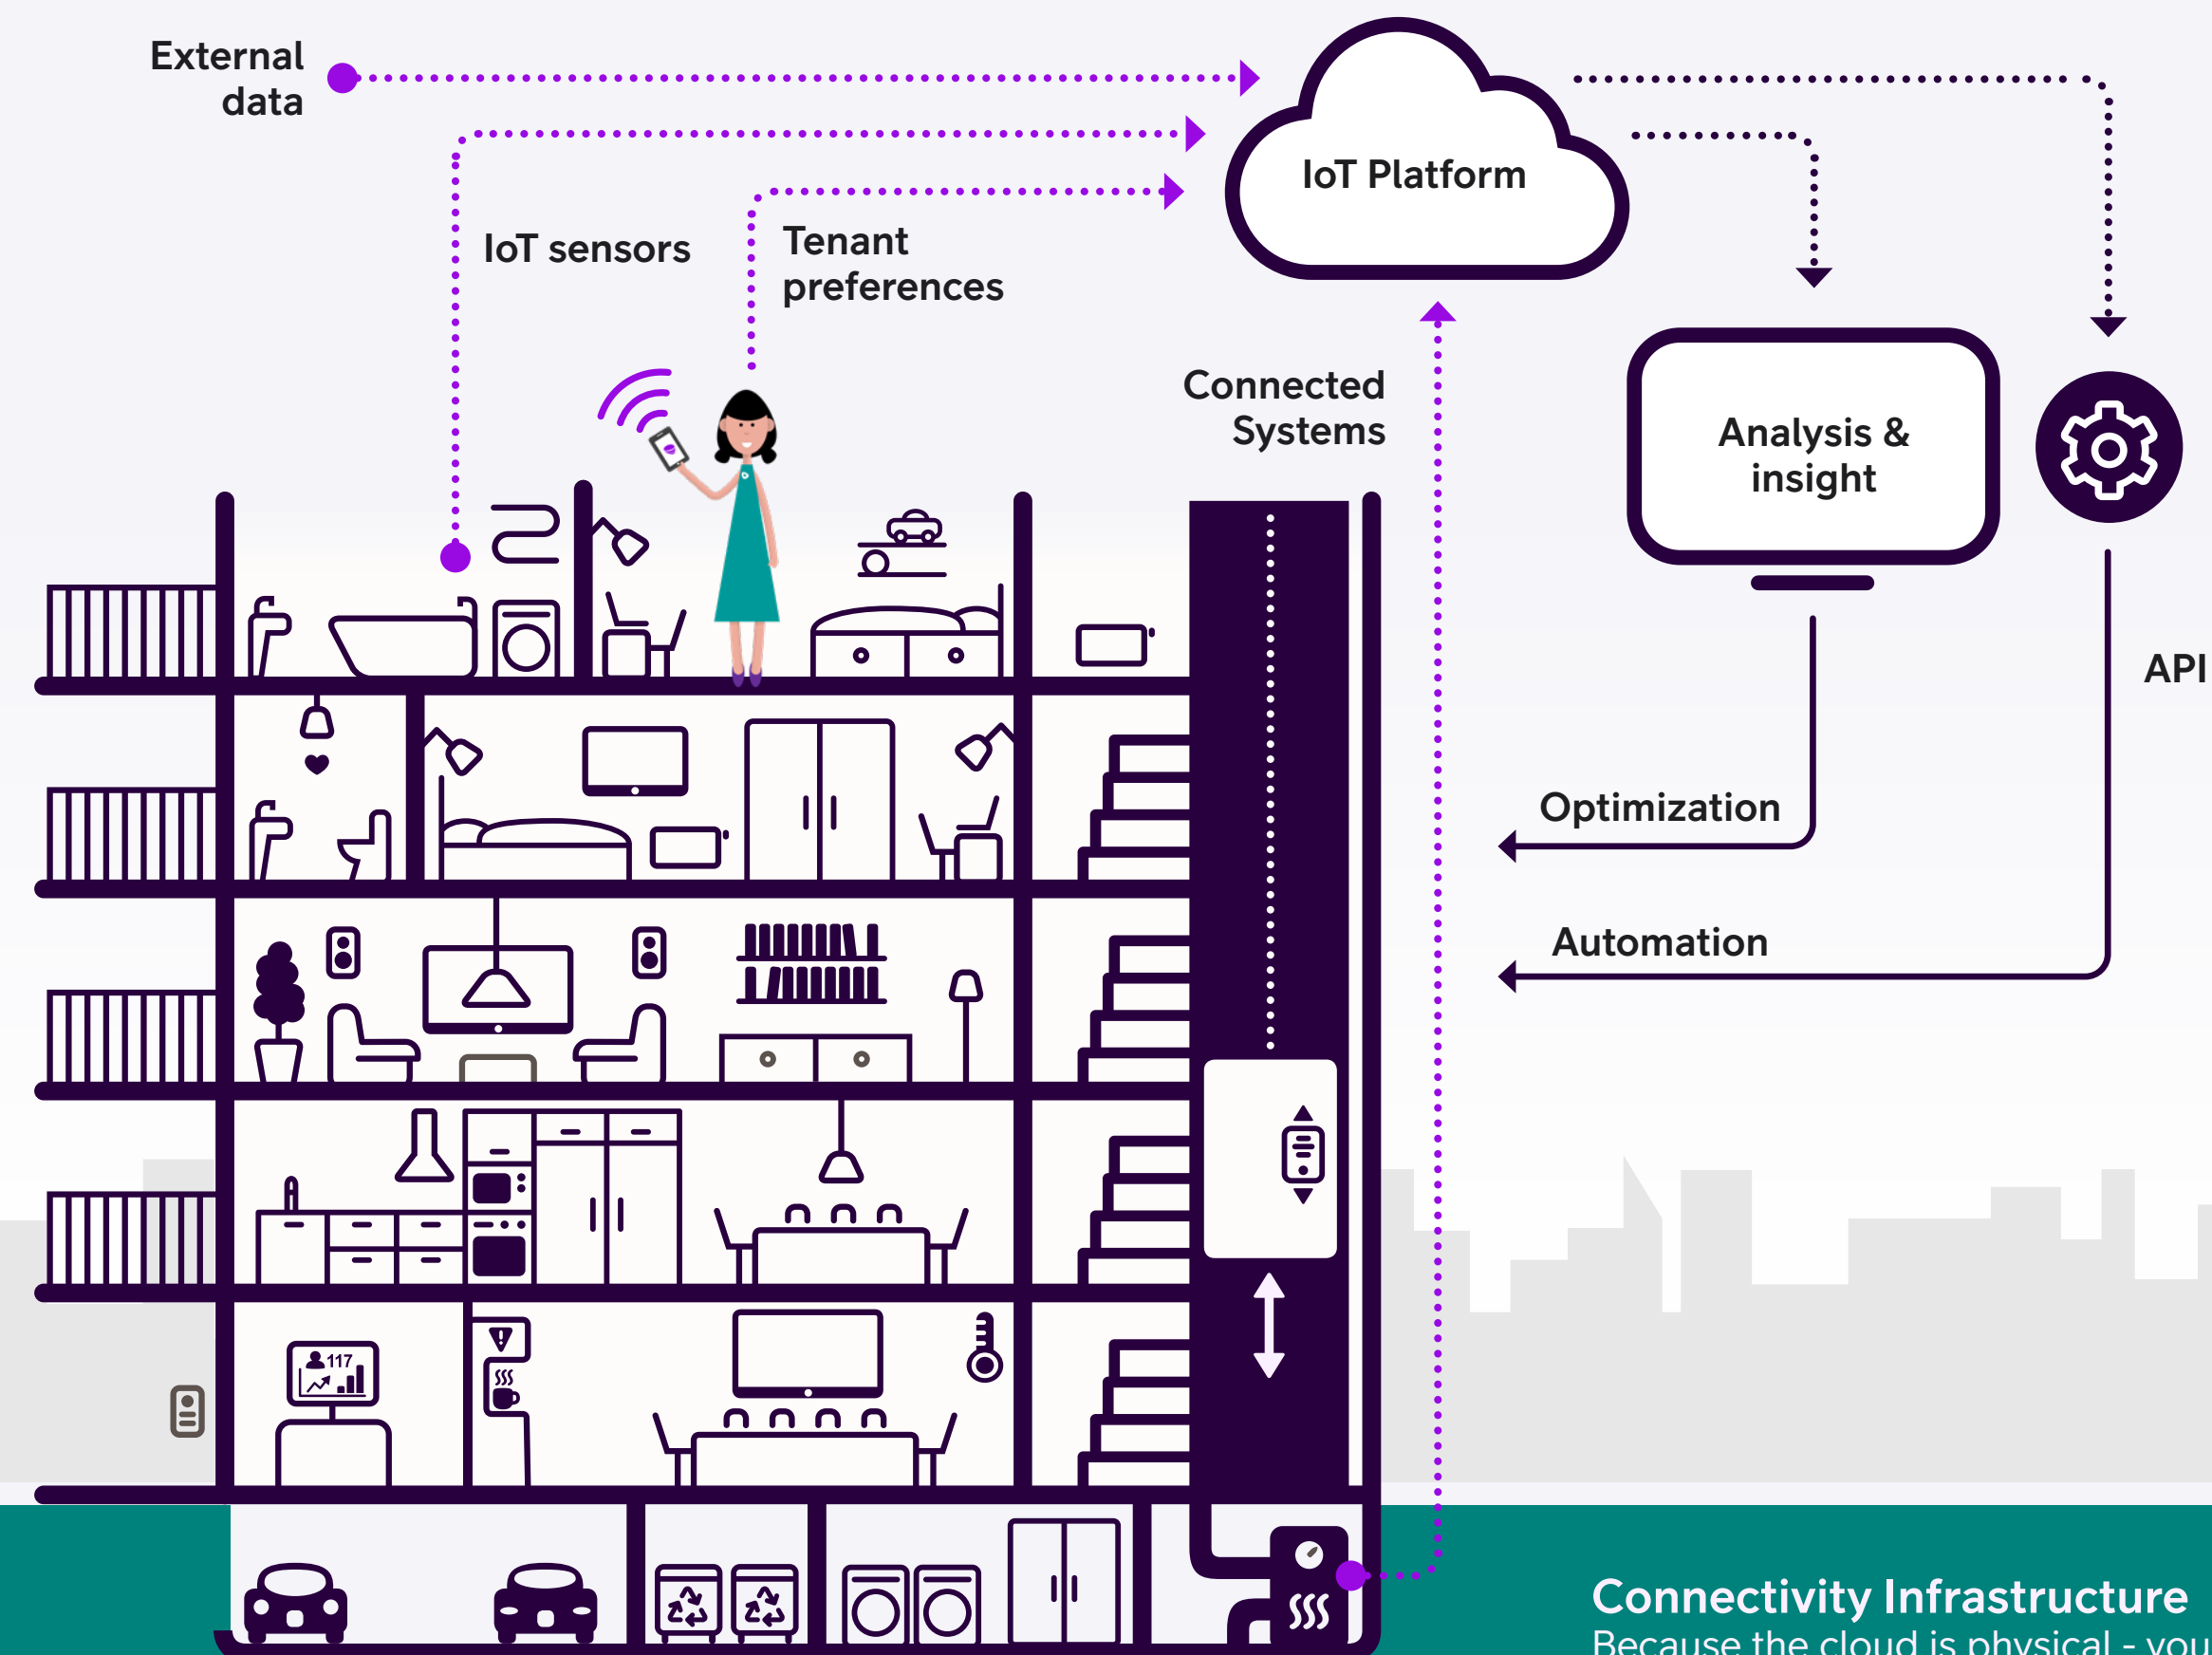 External
data
IoT Platform
IoT sensors
Tenant
preferences
Connected
Systems
Analysis &
insight
API
Optimization
Automation
117
Connectivity Infrastructure
Because the cloud is physical - you